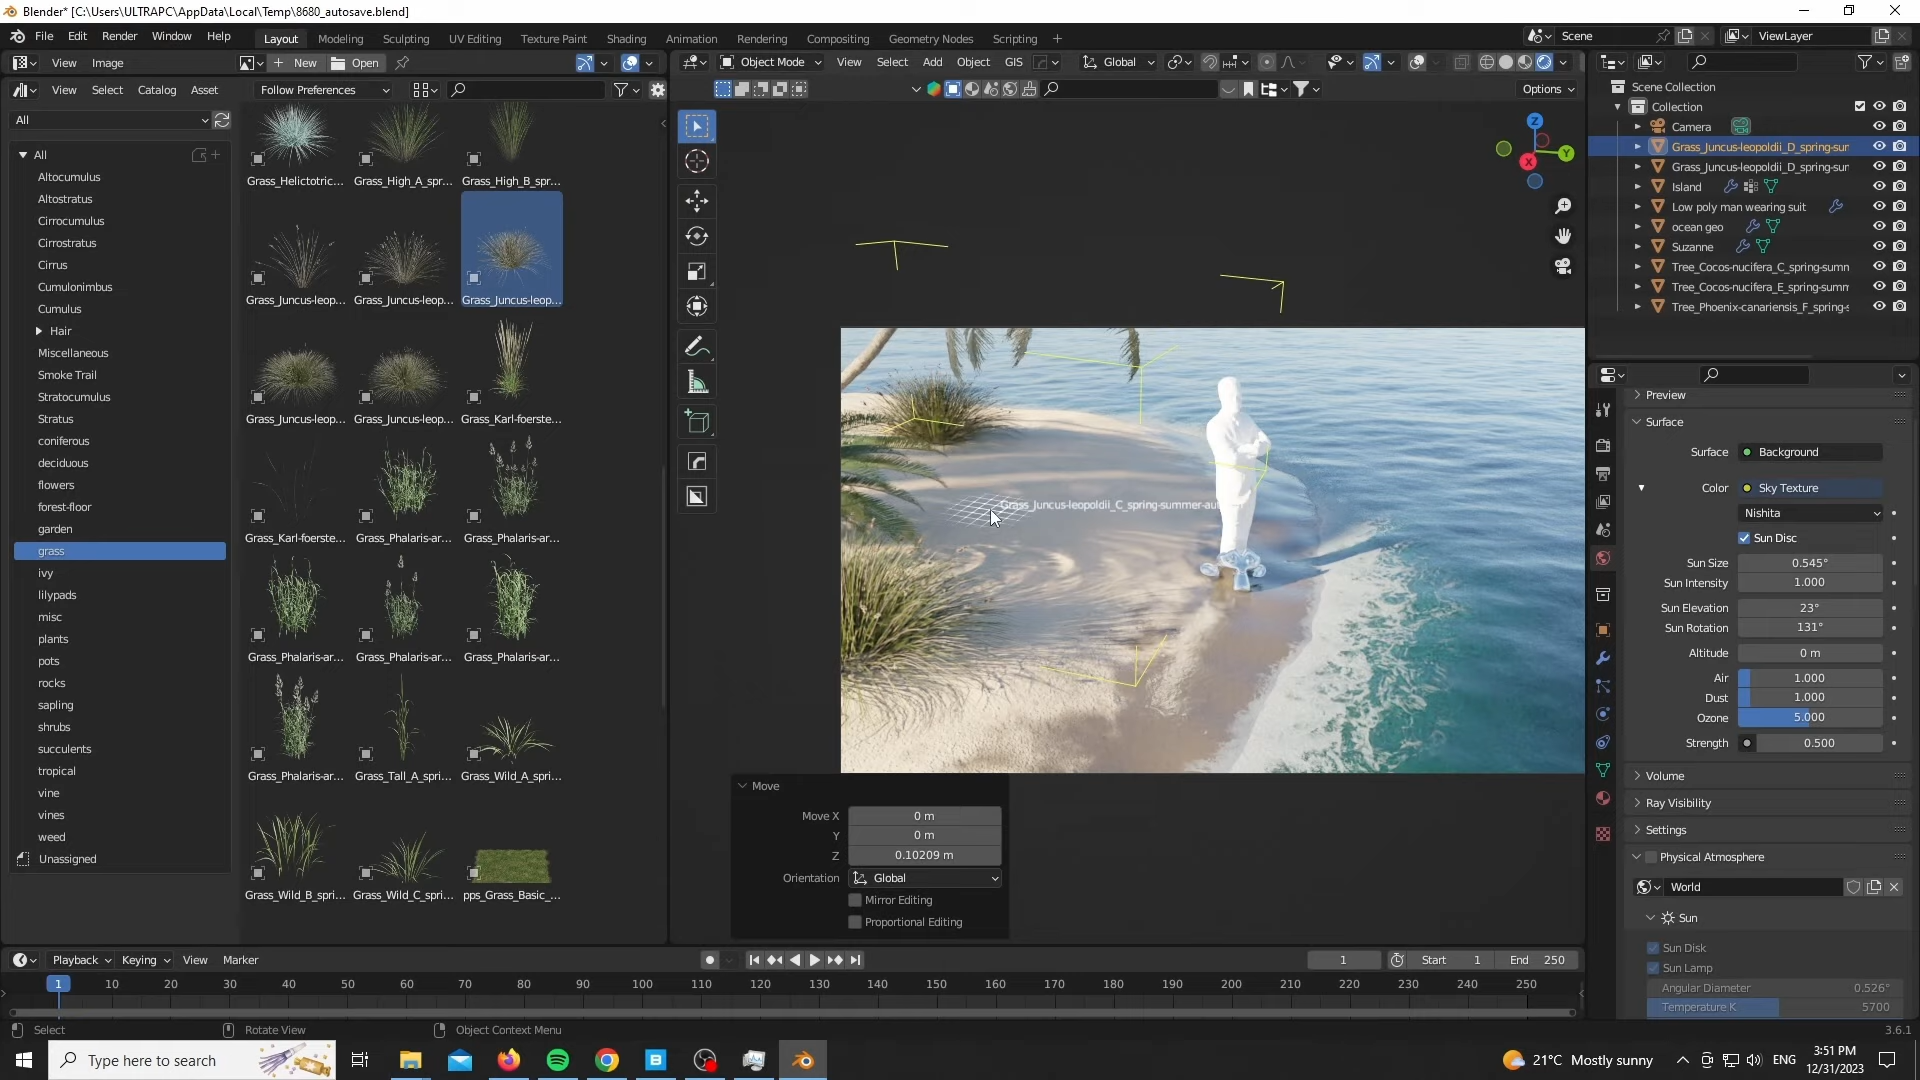 Blender* [C:\Users\ULTRAPC\AppData\Local\Temp\8680_autosave.blend]
File Edit Render Window Help Layout Modeling Sculpting UV Editing Texture Paint Shading Animation Rendering Compositing Geometry Nodes Scripting + Scene ViewLayer
View Image New Open Object Mode View Select Add Object GIS Global
View Select Catalog Asset Follow Preferences Options
All
All
Altocumulus
Altostratus
Cirrocumulus
Cirrostratus
Cirrus
Cumulonimbus
Cumulus
Hair
Miscellaneous
Smoke Trail
Stratocumulus
Stratus
coniferous
deciduous
flowers
forest-floor
garden
grass
ivy
lilypads
misc
plants
pots
rocks
sapling
shrubs
succulents
tropical
vine
vines
weed
Unassigned
Grass_Helictotric... Grass_High_A_spr... Grass_High_B_spr...
Grass_Juncus-leop... Grass_Juncus-leop... Grass_Juncus-leop...
Grass_Juncus-leop... Grass_Juncus-leop... Grass_Karl-foerste...
Grass_Karl-foerste... Grass_Phalaris-ar... Grass_Phalaris-ar...
Grass_Phalaris-ar... Grass_Phalaris-ar... Grass_Phalaris-ar...
Grass_Phalaris-ar... Grass_Tall_A_spri... Grass_Wild_A_spri...
Grass_Wild_B_spri... Grass_Wild_C_spri... pps_Grass_Basic_...
Z
Y
X
Grass_Juncus-leopoldii_C_spring-summer-au
Move
Move X 0 m
Y 0 m
Z 0.10209 m
Orientation Global
Mirror Editing
Proportional Editing
Scene Collection
Collection
Camera
Grass_Juncus-leopoldii_D_spring-sur
Grass_Juncus-leopoldii_D_spring-sur
Island
Low poly man wearing suit
ocean geo
Suzanne
Tree_Cocos-nucifera_C_spring-summ
Tree_Cocos-nucifera_E_spring-summ
Tree_Phoenix-canariensis_F_spring-s
Preview
Surface
Surface Background
Color Sky Texture
Nishita
Sun Disc
Sun Size 0.545°
Sun Intensity 1.000
Sun Elevation 23°
Sun Rotation 131°
Altitude 0 m
Air 1.000
Dust 1.000
Ozone 5.000
Strength 0.500
Volume
Ray Visibility
Settings
Physical Atmosphere
World
Sun
Sun Disk
Sun Lamp
Angular Diameter 0.526°
Temperature K 5700
Playback Keying View Marker 1 Start 1 End 250
1 10 20 30 40 50 60 70 80 90 100 110 120 130 140 150 160 170 180 190 200 210 220 230 240 250
Select Rotate View Object Context Menu 3.6.1
Type here to search 21°C Mostly sunny ENG 3:51 PM
12/31/2023